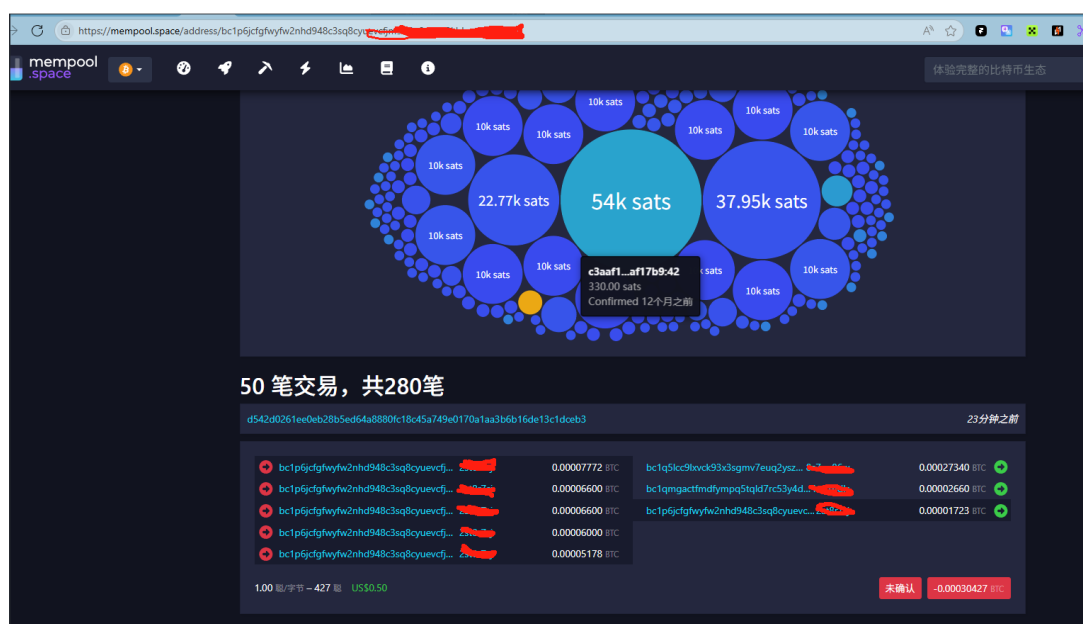 https://mempool.space/address/bc1p6jcfgfwyfw2nhd948c3sq8cyu
mempool
.space
体验完整的比特币生态
10k sats
10k sats
10k sats
10k sats
10k sats
10k sats
10k sats
22.77k sats
54k sats
37.95k sats
10k sats
10k sats
10k sats
sats
10k sats
10k sats
c3aaf1...af17b9:42
330.00 sats
Confirmed 12个月之前
50 笔交易，共280笔
d542d0261ee0eb28b5ed64a8880fc18c45a749e0170a1aa3b6b16de13c1dceb3
23分钟之前
bc1p6jcfgfwyfw2nhd948c3sq8cyuevcfj... 0.00007772 BTC
bc1q5lcc9lxvck93x3sgmv7euq2ysz... 0.00027340 BTC
bc1p6jcfgfwyfw2nhd948c3sq8cyuevcfj... 0.00006600 BTC
bc1qmgactfmdfympq5tqld7rc53y4d... 0.00002660 BTC
bc1p6jcfgfwyfw2nhd948c3sq8cyuevcfj... 0.00006600 BTC
bc1p6jcfgfwyfw2nhd948c3sq8cyuevc... 0.00001723 BTC
bc1p6jcfgfwyfw2nhd948c3sq8cyuevcfj... 0.00006000 BTC
bc1p6jcfgfwyfw2nhd948c3sq8cyuevcfj... 0.00005178 BTC
1.00 聪/字节 – 427 聪 US$0.50
未确认
-0.00030427 BTC